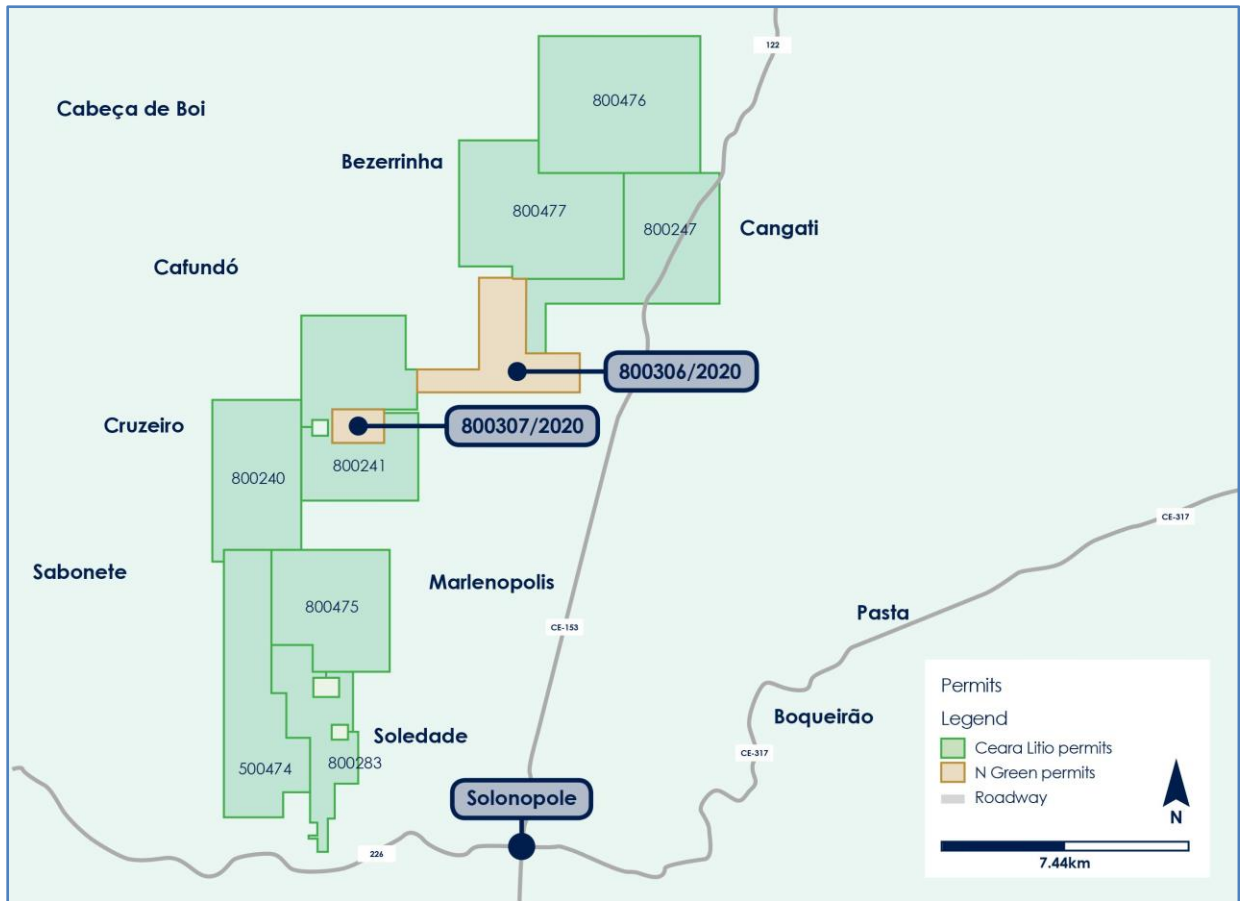 122
800476
Cabeça de Boi
Bezerrinha
800477
800247
Cangati
Cafundó
800306/2020
Cruzeiro
800307/2020
800241
800240
CE-317
Sabonete
Marlenopolis
800475
Pasta
CE-153
Boqueirão
Soledade
CE-317
500474
800283
Solonopole
226
Permits
Legend
Ceara Litio permits
N Green permits
Roadway
N
7.44km